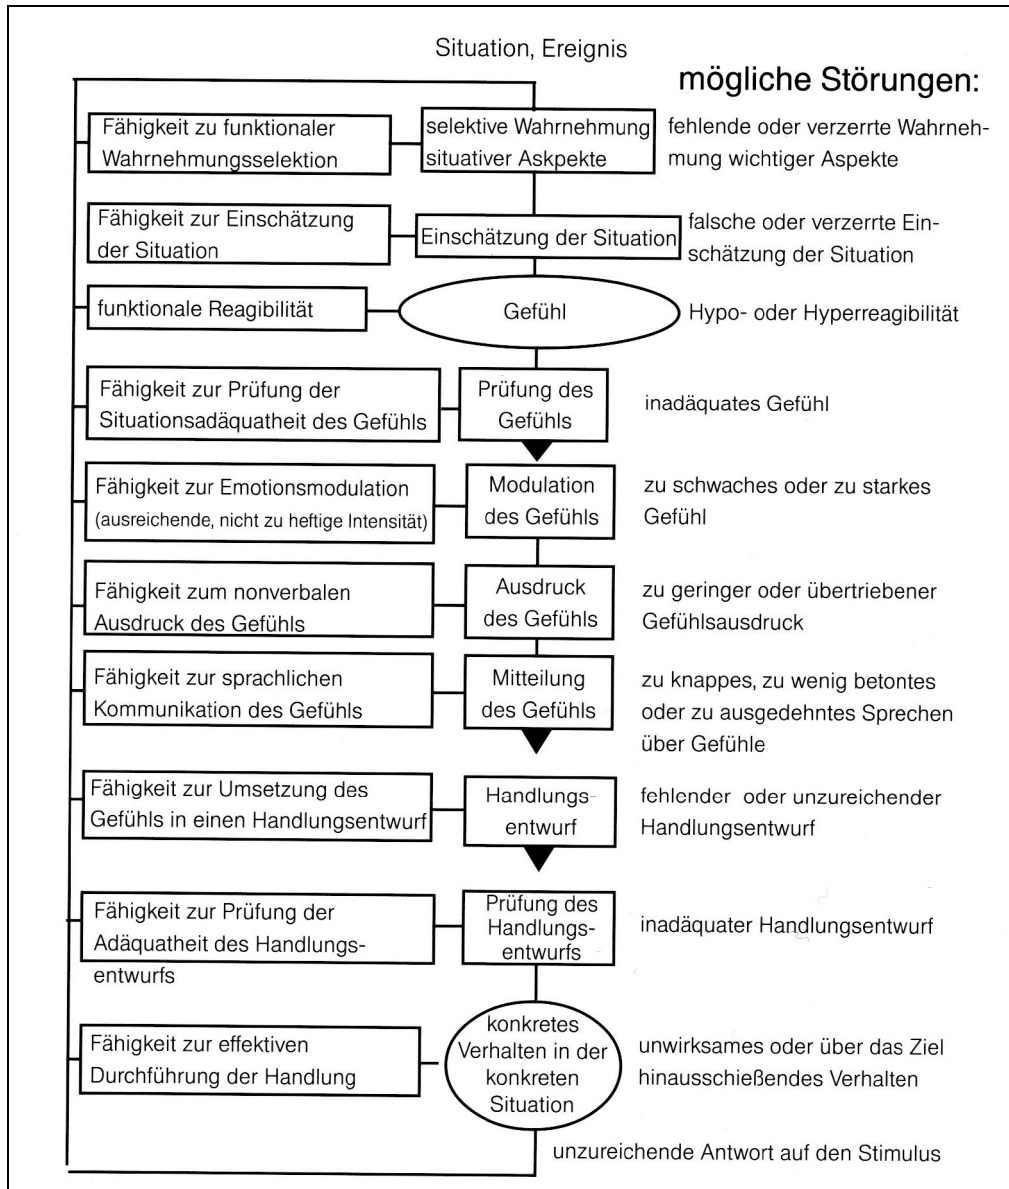 Situation, Ereignis
mögliche Störungen:
Fähigkeit zu funktionaler
Wahrnehmungsselektion
selektive Wahrnehmung
situativer Askpekte
fehlende oder verzerrte Wahrneh-
mung wichtiger Aspekte
Fähigkeit zur Einschätzung
der Situation
Einschätzung der Situation
falsche oder verzerrte Ein-
schätzung der Situation
funktionale Reagibilität
Gefühl
Hypo- oder Hyperreagibilität
Fähigkeit zur Prüfung der
Situationsadäquatheit des Gefühls
Prüfung des
Gefühls
inadäquates Gefühl
Fähigkeit zur Emotionsmodulation
(ausreichende, nicht zu heftige Intensität)
Modulation
des Gefühls
zu schwaches oder zu starkes
Gefühl
Fähigkeit zum nonverbalen
Ausdruck des Gefühls
Ausdruck
des Gefühls
zu geringer oder übertriebener
Gefühlsausdruck
Fähigkeit zur sprachlichen
Kommunikation des Gefühls
Mitteilung
des Gefühls
zu knappes, zu wenig betontes
oder zu ausgedehntes Sprechen
über Gefühle
Fähigkeit zur Umsetzung des
Gefühls in einen Handlungsentwurf
Handlungs-
entwurf
fehlender oder unzureichender
Handlungsentwurf
Fähigkeit zur Prüfung der
Adäquatheit des Handlungs-
entwurfs
Prüfung des
Handlungs-
entwurfs
inadäquater Handlungsentwurf
Fähigkeit zur effektiven
Durchführung der Handlung
konkretes
Verhalten in der
konkreten
Situation
unwirksames oder über das Ziel
hinausschießendes Verhalten
unzureichende Antwort auf den Stimulus